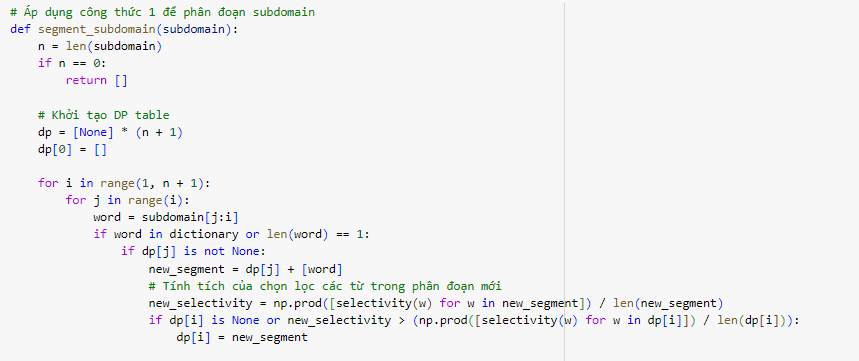 # Áp dụng công thức 1 để phân đoạn subdomain
def segment_subdomain(subdomain):
    n = len(subdomain)
    if n == 0:
        return []

    # Khởi tạo DP table
    dp = [None] * (n + 1)
    dp[0] = []

    for i in range(1, n + 1):
        for j in range(i):
            word = subdomain[j:i]
            if word in dictionary or len(word) == 1:
                if dp[j] is not None:
                    new_segment = dp[j] + [word]
                    # Tính tích của chọn lọc các từ trong phân đoạn mới
                    new_selectivity = np.prod([selectivity(w) for w in new_segment]) / len(new_segment)
                    if dp[i] is None or new_selectivity > (np.prod([selectivity(w) for w in dp[i]]) / len(dp[i])):
                        dp[i] = new_segment